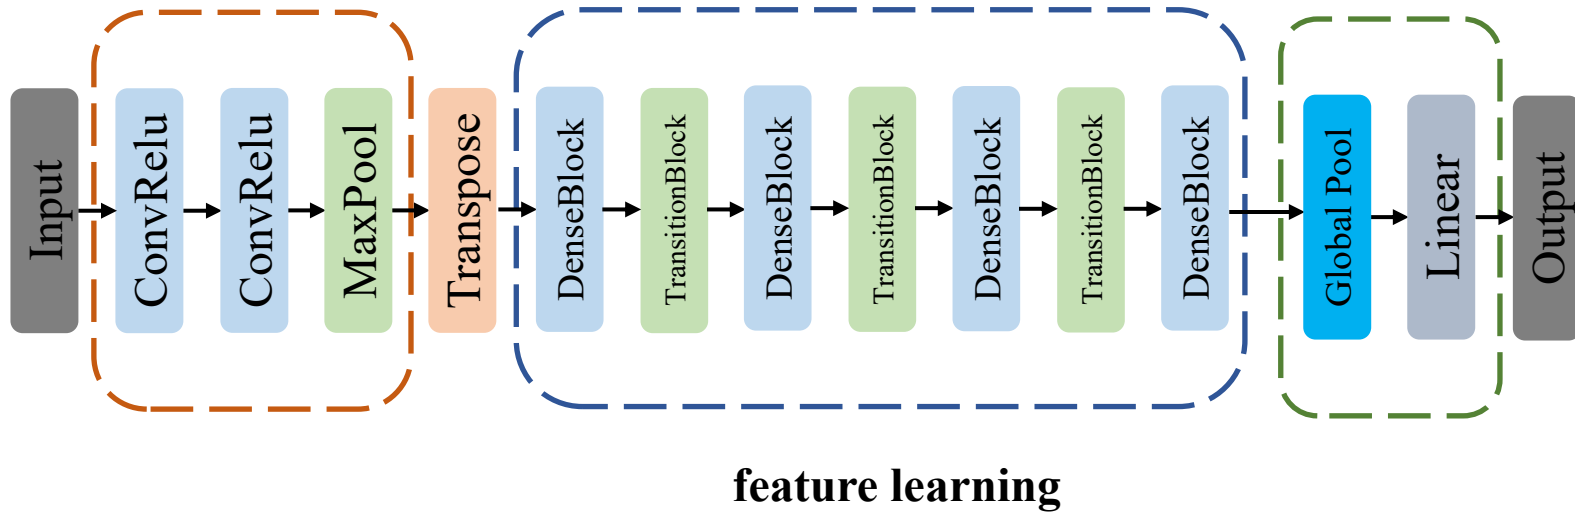 Input
ConvRelu
ConvRelu
MaxPool
Transpose
DenseBlock
TransitionBlock
DenseBlock
TransitionBlock
DenseBlock
TransitionBlock
DenseBlock
Global Pool
Linear
Output
feature learning